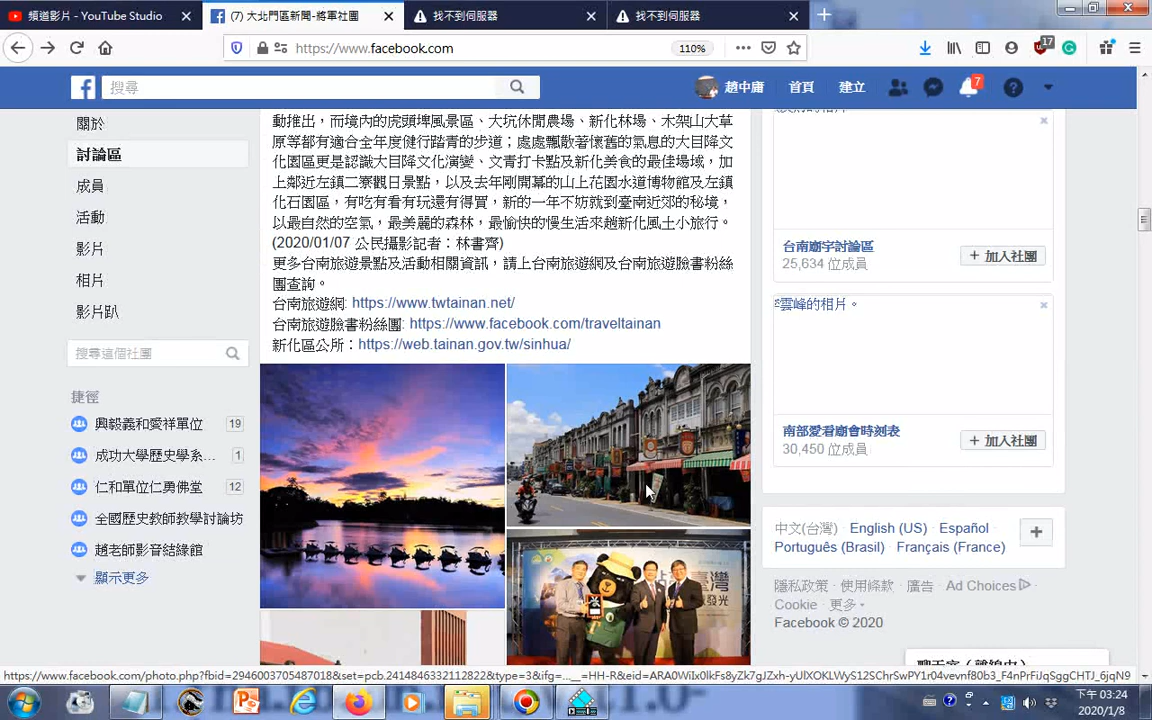 頻道影片 - YouTube Studio
(7) 大北門區新聞-將軍社團
找不到伺服器
找不到伺服器
https://www.facebook.com
110%
17
搜尋
趙中庸
首頁
建立
7
關於
討論區
成員
活動
影片
相片
影片趴
搜尋這個社團
捷徑
興毅義和愛祥單位 19
成功大學歷史學系... 1
仁和單位仁勇佛堂 12
全國歷史教師教學討論坊
趙老師影音結緣館
顯示更多
動推出，而境內的虎頭埤風景區、大坑休閒農場、新化林場、木架山大草
原等都有適合全年度健行踏青的步道；處處飄散著懷舊的氣息的大目降文
化園區更是認識大目降文化演變、文青打卡點及新化美食的最佳場域，加
上鄰近左鎮二寮觀日景點，以及去年剛開幕的山上花園水道博物館及左鎮
化石園區，有吃有看有玩還有得買，新的一年不妨就到臺南近郊的秘境，
以最自然的空氣，最美麗的森林，最愉快的慢生活來趟新化風土小旅行。
(2020/01/07 公民攝影記者：林書齊)
更多台南旅遊景點及活動相關資訊，請上台南旅遊網及台南旅遊臉書粉絲
團查詢。
台南旅遊網: https://www.twtainan.net/
台南旅遊臉書粉絲團: https://www.facebook.com/traveltainan
新化區公所：https://web.tainan.gov.tw/sinhua/
臺灣
發光
台南廟宇討論區
25,634 位成員
+ 加入社團
雲峰的相片。
南部愛看廟會時刻表
30,450 位成員
+ 加入社團
中文(台灣) · English (US) · Español ·
Português (Brasil) · Français (France)
隱私政策 · 使用條款 · 廣告 · Ad Choices ·
Cookie · 更多
Facebook © 2020
下午 03:24
2020/1/8